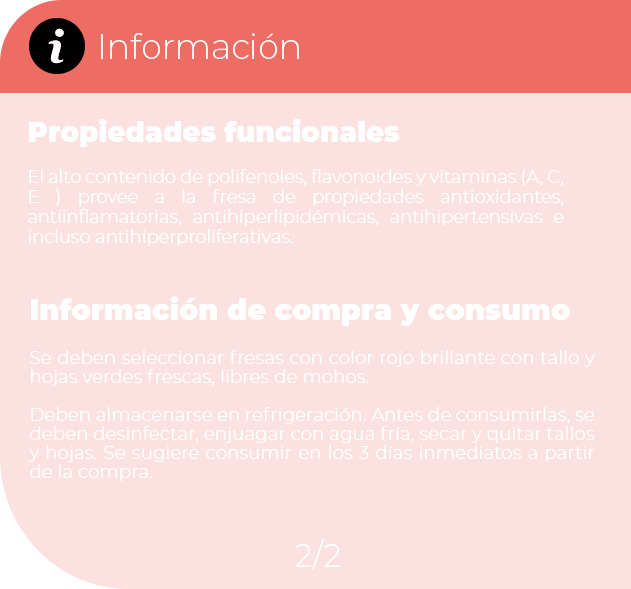 i Información
Propiedades funcionales
El alto contenido de polifenoles, flavonoides y vitaminas (A, C,
E ) provee a la fresa de propiedades antioxidantes,
antiinflamatorias, antihiperlipidémicas, antihipertensivas e
incluso antihiperproliferativas.
Información de compra y consumo
Se deben seleccionar fresas con color rojo brillante con tallo y
hojas verdes frescas, libres de mohos.
Deben almacenarse en refrigeración. Antes de consumirlas, se
deben desinfectar, enjuagar con agua fría, secar y quitar tallos
y hojas. Se sugiere consumir en los 3 días inmediatos a partir
de la compra.
2/2